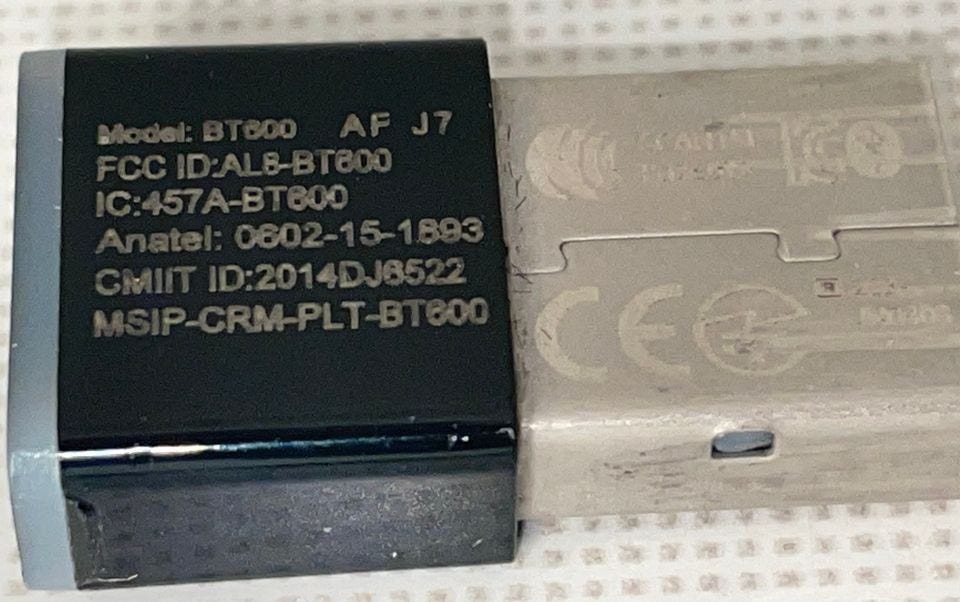 Model: BT600 AF J7
FCC ID:AL8-BT600
IC:457A-BT600
Anatel: 0602-15-1893
CMIIT ID:2014DJ6522
MSIP-CRM-PLT-BT600
CE